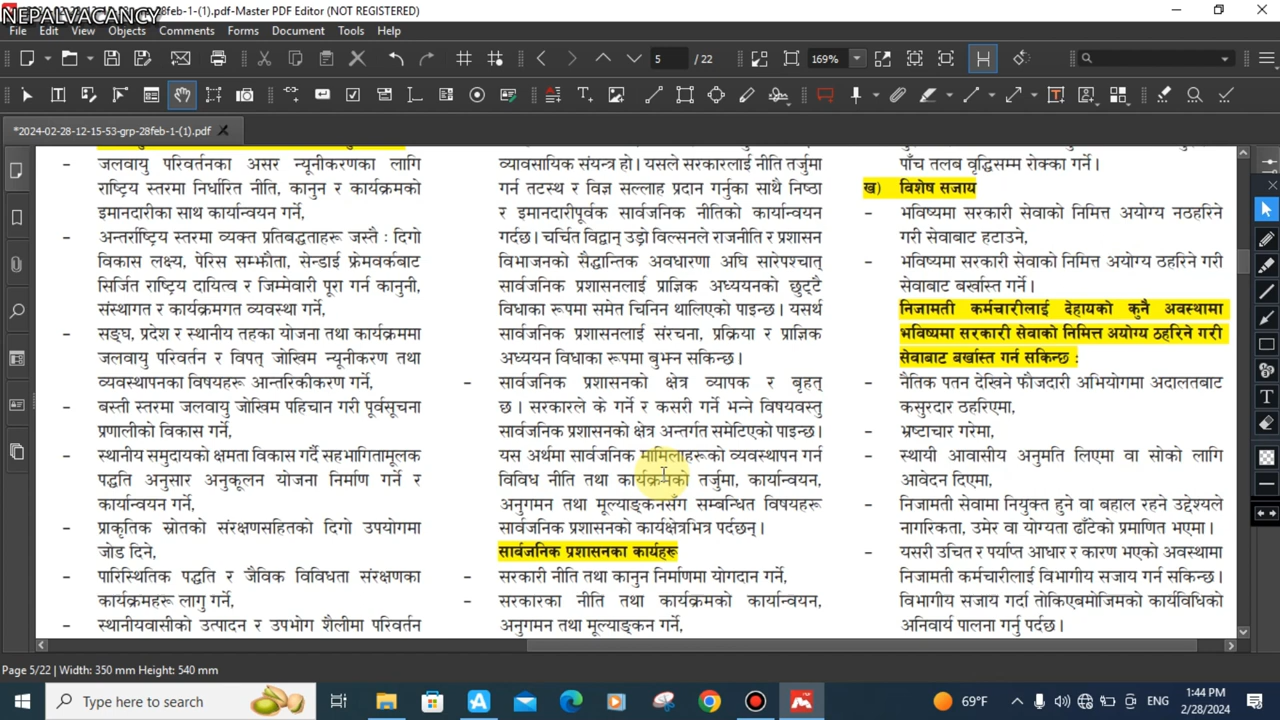 NEPALVACANCY
-(1).pdf-Master PDF Editor (NOT REGISTERED)
File Edit View Objects Comments Forms Document Tools Help
5 / 22
169%
*2024-02-28-12-15-53-grp-28feb-1-(1).pdf
- जलवायु परिवर्तनका असर न्यूनीकरणका लागि
राष्ट्रिय स्तरमा निर्धारित नीति, कानुन र कार्यक्रमको
इमानदारीका साथ कार्यान्वयन गर्ने,
- अन्तर्राष्ट्रिय स्तरमा व्यक्त प्रतिबद्धताहरू जस्तै : दिगो
विकास लक्ष्य, पेरिस सम्झौता, सेन्डाई फ्रेमवर्कबाट
सिर्जित राष्ट्रिय दायित्व र जिम्मेवारी पूरा गर्न कानुनी,
संस्थागत र कार्यक्रमगत व्यवस्था गर्ने,
- सङ्घ, प्रदेश र स्थानीय तहका योजना तथा कार्यक्रममा
जलवायु परिवर्तन र विपत् जोखिम न्यूनीकरण तथा
व्यवस्थापनका विषयहरू आन्तरिकीकरण गर्ने,
- बस्ती स्तरमा जलवायु जोखिम पहिचान गरी पूर्वसूचना
प्रणालीको विकास गर्ने,
- स्थानीय समुदायको क्षमता विकास गर्दै सहभागितामूलक
पद्धति अनुसार अनुकूलन योजना निर्माण गर्ने र
कार्यान्वयन गर्ने,
- प्राकृतिक स्रोतको संरक्षणसहितको दिगो उपयोगमा
जोड दिने,
- पारिस्थितिक पद्धति र जैविक विविधता संरक्षणका
कार्यक्रमहरू लागु गर्ने,
- स्थानीयवासीको उत्पादन र उपभोग शैलीमा परिवर्तन
व्यावसायिक संयन्त्र हो। यसले सरकारलाई नीति तर्जुमा
गर्न तटस्थ र विज्ञ सल्लाह प्रदान गर्नुका साथै निष्ठा
र इमानदारीपूर्वक सार्वजनिक नीतिको कार्यान्वयन
गर्दछ। चर्चित विद्वान् उड्रो विल्सनले राजनीति र प्रशासन
विभाजनको सैद्धान्तिक अवधारणा अघि सारेपश्चात्
सार्वजनिक प्रशासनलाई प्राज्ञिक अध्ययनको छुट्टै
विधाका रूपमा समेत चिनिन थालिएको पाइन्छ। यसर्थ
सार्वजनिक प्रशासनलाई संरचना, प्रक्रिया र प्राज्ञिक
अध्ययन विधाका रूपमा बुझ्न सकिन्छ।
- सार्वजनिक प्रशासनको क्षेत्र व्यापक र बृहत्
छ। सरकारले के गर्ने र कसरी गर्ने भन्ने विषयवस्तु
सार्वजनिक प्रशासनको क्षेत्र अन्तर्गत समेटिएको पाइन्छ।
यस अर्थमा सार्वजनिक मामिलाहरूको व्यवस्थापन गर्न
विविध नीति तथा कार्यक्रमको तर्जुमा, कार्यान्वयन,
अनुगमन तथा मूल्याङ्कनसँग सम्बन्धित विषयहरू
सार्वजनिक प्रशासनको कार्यक्षेत्रभित्र पर्दछन्।
सार्वजनिक प्रशासनका कार्यहरू
- सरकारी नीति तथा कानुन निर्माणमा योगदान गर्ने,
- सरकारका नीति तथा कार्यक्रमको कार्यान्वयन,
अनुगमन तथा मूल्याङ्कन गर्ने,
पाँच तलब वृद्धिसम्म रोक्का गर्ने।
ख) विशेष सजाय
- भविष्यमा सरकारी सेवाको निमित्त अयोग्य नठहरिने
गरी सेवाबाट हटाउने,
- भविष्यमा सरकारी सेवाको निमित्त अयोग्य ठहरिने गरी
सेवाबाट बर्खास्त गर्ने।
निजामती कर्मचारीलाई देहायको कुनै अवस्थामा
भविष्यमा सरकारी सेवाको निमित्त अयोग्य ठहरिने गरी
सेवाबाट बर्खास्त गर्न सकिन्छ :
- नैतिक पतन देखिने फौजदारी अभियोगमा अदालतबाट
कसुरदार ठहरिएमा,
- भ्रष्टाचार गरेमा,
- स्थायी आवासीय अनुमति लिएमा वा सोको लागि
आवेदन दिएमा,
- निजामती सेवामा नियुक्त हुने वा बहाल रहने उद्देश्यले
नागरिकता, उमेर वा योग्यता ढाँटेको प्रमाणित भएमा।
- यसरी उचित र पर्याप्त आधार र कारण भएको अवस्थामा
निजामती कर्मचारीलाई विभागीय सजाय गर्न सकिन्छ।
विभागीय सजाय गर्दा तोकिएबमोजिमको कार्यविधिको
अनिवार्य पालना गर्नु पर्दछ।
Page 5/22 | Width: 350 mm Height: 540 mm
Type here to search
69°F
ENG
1:44 PM
2/28/2024